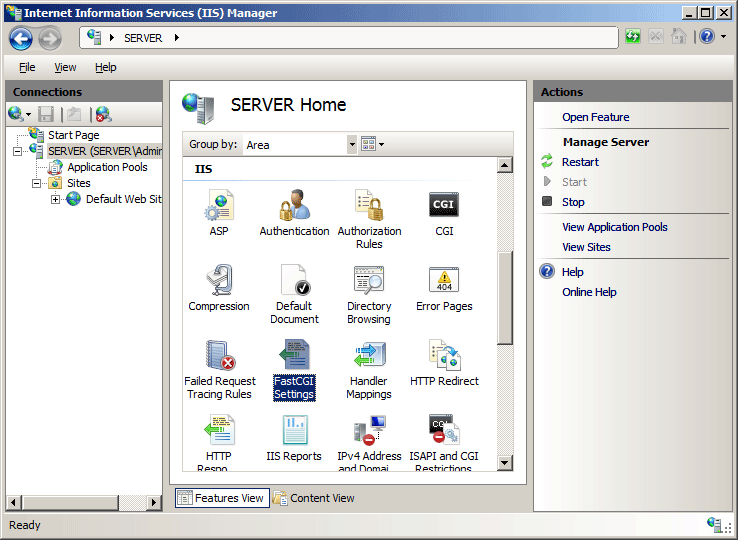 Internet Information Services (IIS) Manager
SERVER
File View Help
Connections
Start Page
SERVER (SERVER\Admin
Application Pools
Sites
Default Web Sit
SERVER Home
Group by: Area
IIS
ASP
Authentication
Authorization
Rules
CGI
CGI
Compression
Default
Document
Directory
Browsing
404
Error Pages
Failed Request
Tracing Rules
FastCGI
Settings
Handler
Mappings
HTTP Redirect
HTTP
Respo...
IIS Reports
IPv4 Address
and Domai...
CGI
ISAPI and CGI
Restrictions
Features View
Content View
Actions
Open Feature
Manage Server
Restart
Start
Stop
View Application Pools
View Sites
Help
Online Help
Ready